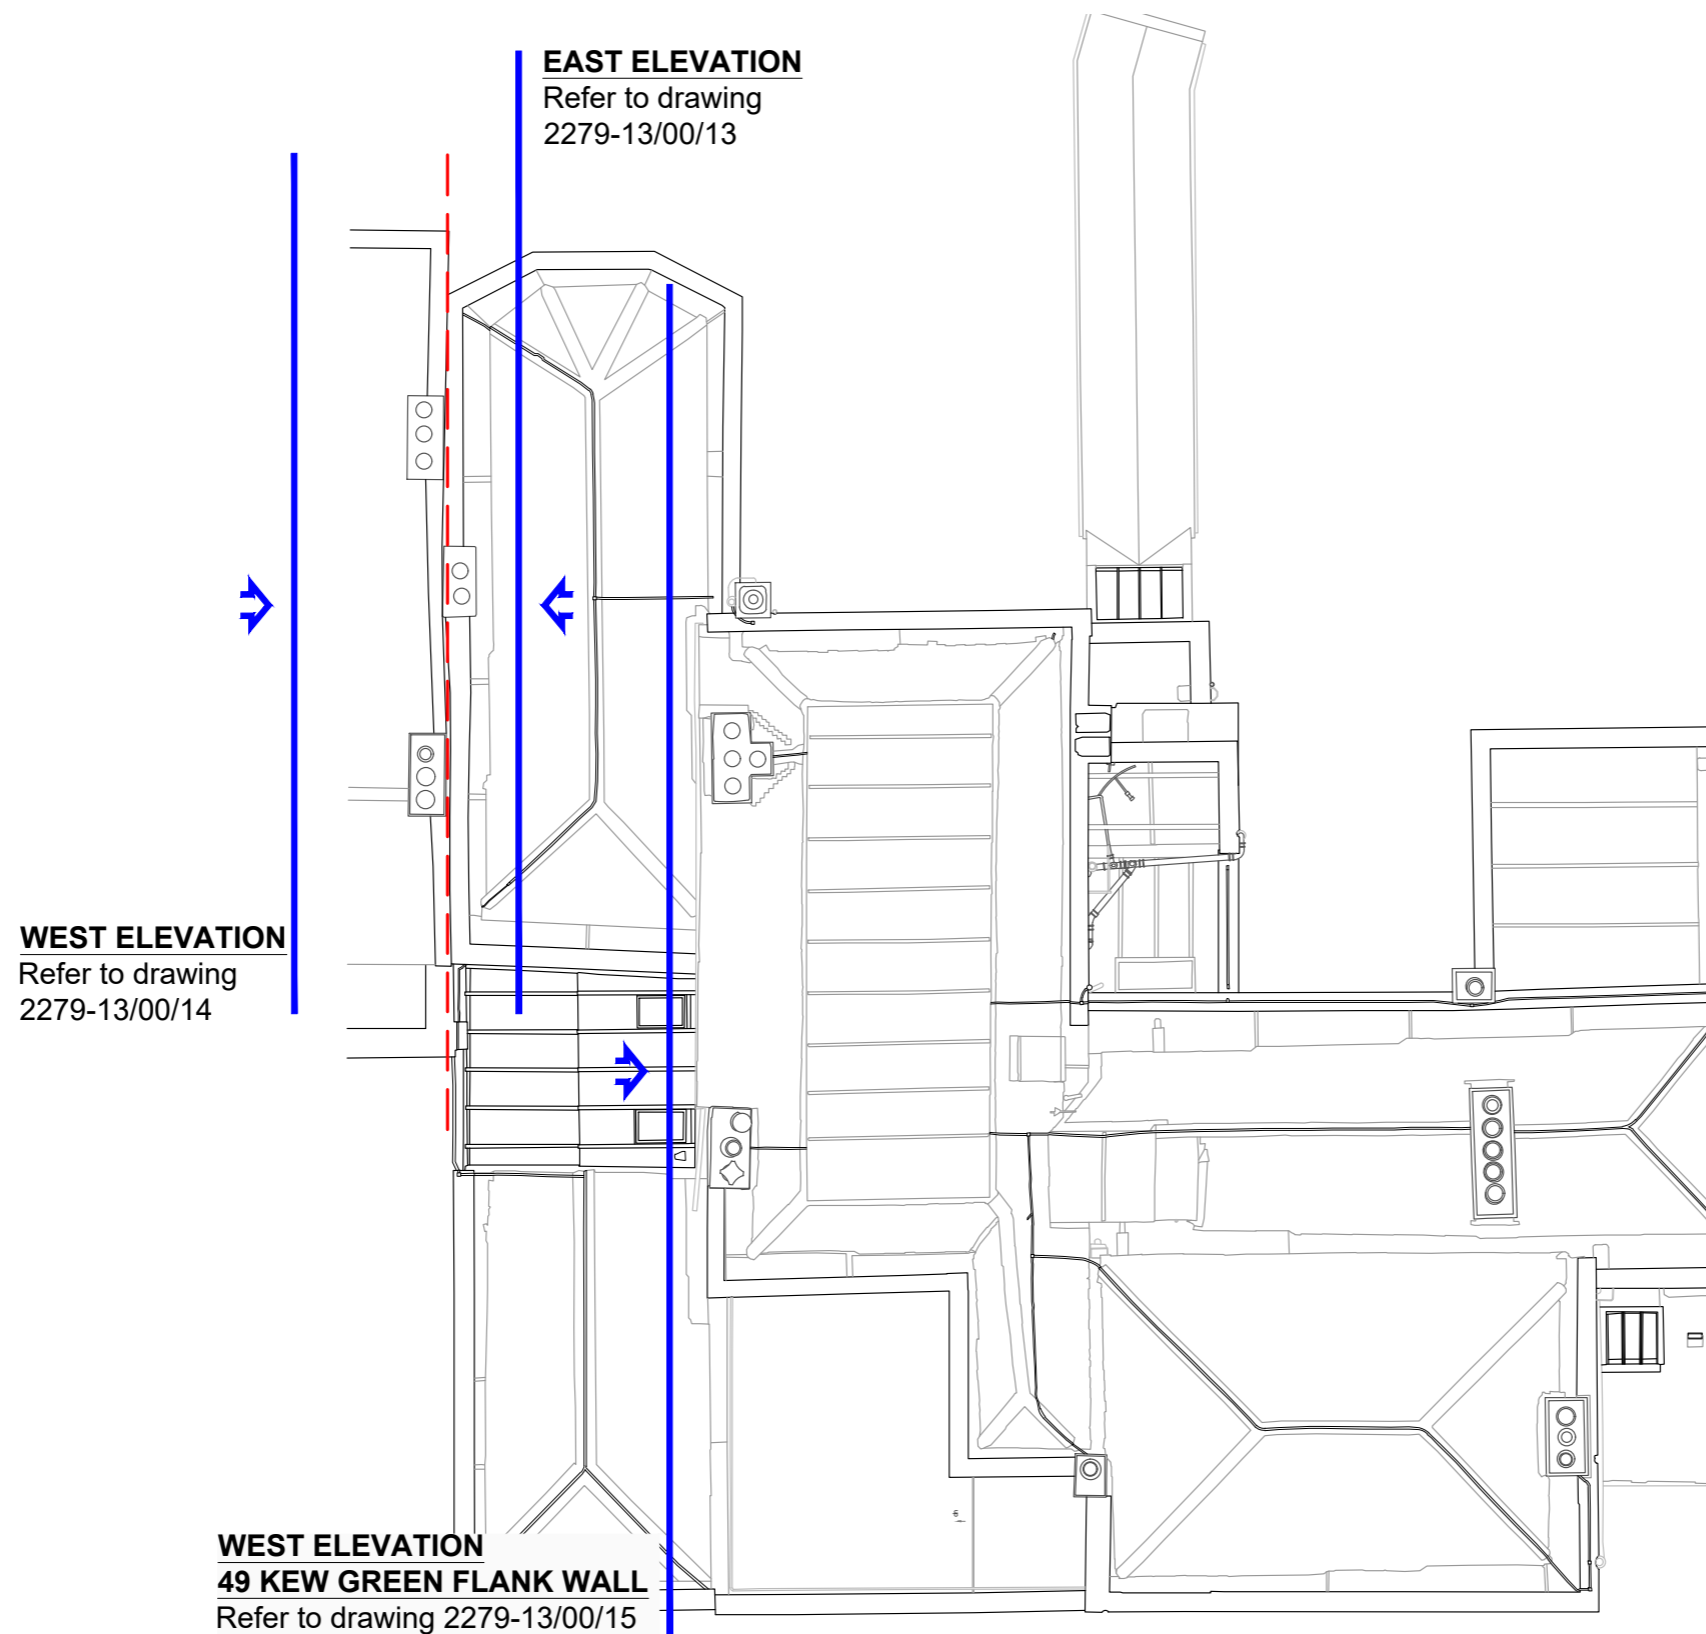 EAST ELEVATION
Refer to drawing
2279-13/00/13
WEST ELEVATION
Refer to drawing
2279-13/00/14
WEST ELEVATION
49 KEW GREEN FLANK WALL
Refer to drawing 2279-13/00/15